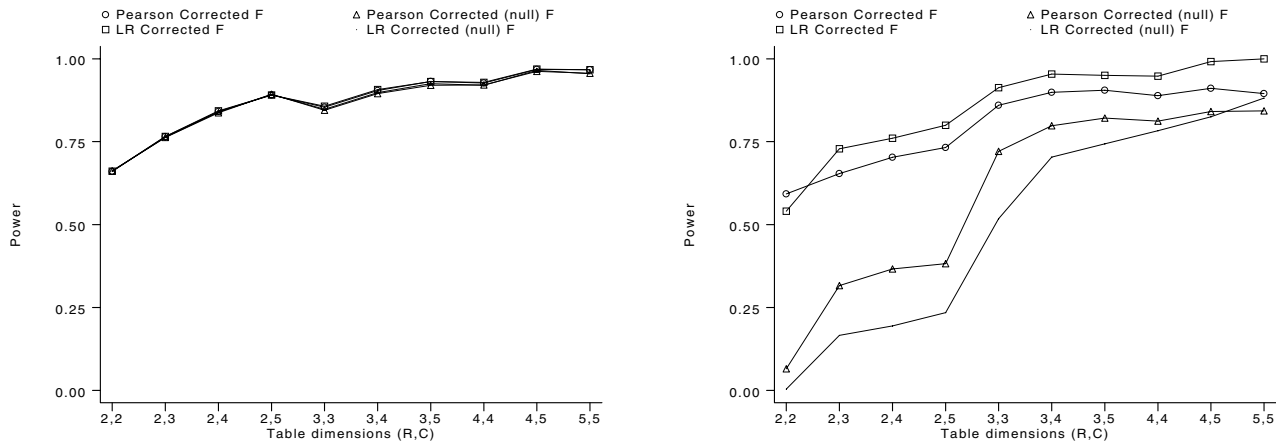 Pearson Corrected F
Pearson Corrected (null) F
LR Corrected F
LR Corrected (null) F
1.00
0.75
0.50
0.25
0.00
Power
2,2 2,3 2,4 2,5 3,3 3,4 3,5 4,4 4,5 5,5
Table dimensions (R,C)
Pearson Corrected F
Pearson Corrected (null) F
LR Corrected F
LR Corrected (null) F
1.00
0.75
0.50
0.25
0.00
Power
2,2 2,3 2,4 2,5 3,3 3,4 3,5 4,4 4,5 5,5
Table dimensions (R,C)